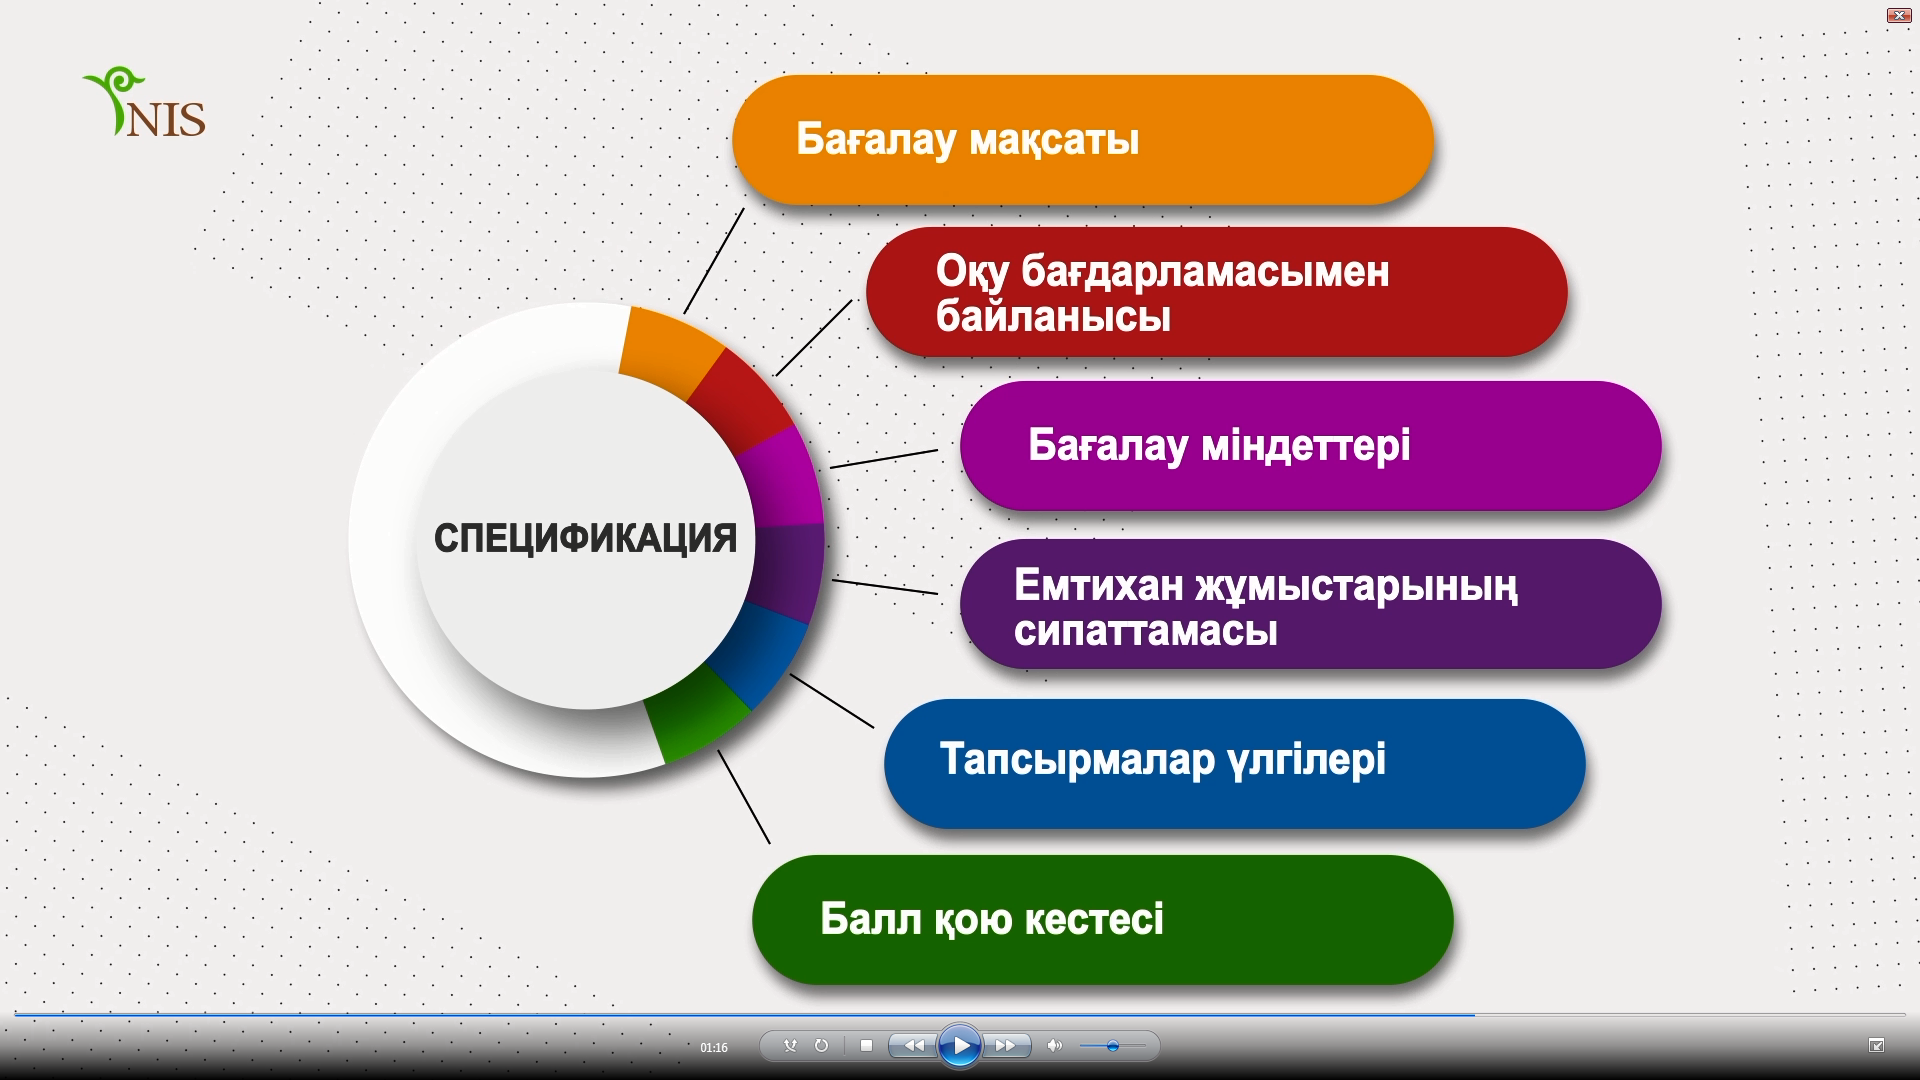 NIS
Бағалау мақсаты
Оқу бағдарламасымен
байланысы
Бағалау міндеттері
СПЕЦИФИКАЦИЯ
Емтихан жұмыстарының
сипаттамасы
Тапсырмалар үлгілері
Балл қою кестесі
01:16